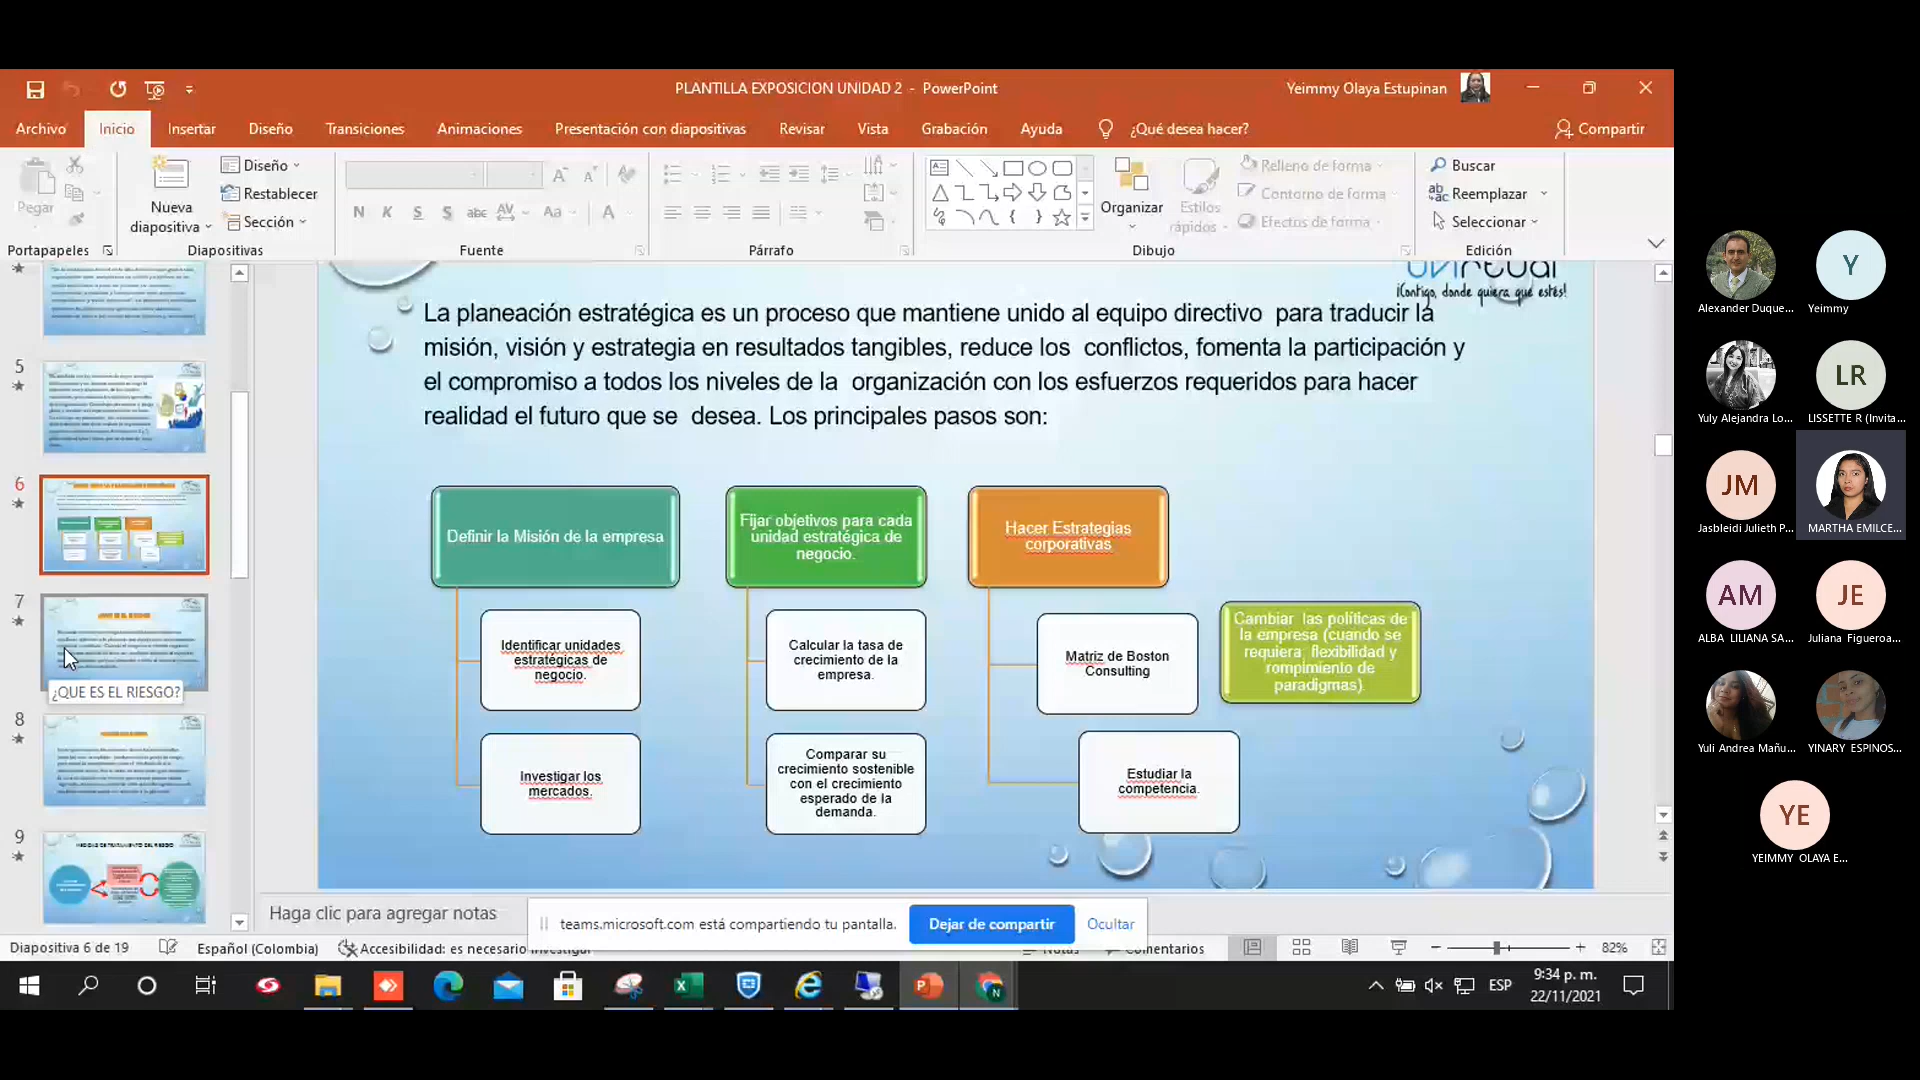 PLANTILLA EXPOSICION UNIDAD 2 - PowerPoint
Yeimmy Olaya Estupinan
Archivo
Inicio
Insertar
Diseño
Transiciones
Animaciones
Presentación con diapositivas
Revisar
Vista
Grabación
Ayuda
¿Qué desea hacer?
Compartir
Pegar
Nueva
diapositiva
Diseño
Restablecer
Sección
Organizar
Estilos
rápidos
Relleno de forma
Contorno de forma
Efectos de forma
Buscar
Reemplazar
Seleccionar
Portapapeles
Diapositivas
Fuente
Párrafo
Dibujo
Edición
5
6
7
¿QUE ES EL RIESGO?
8
9
MEDIDAS DE TRATAMIENTO DEL RIESGO
¡Contigo, donde quiera que estés!
La planeación estratégica es un proceso que mantiene unido al equipo directivo para traducir la
misión, visión y estrategia en resultados tangibles, reduce los conflictos, fomenta la participación y
el compromiso a todos los niveles de la organización con los esfuerzos requeridos para hacer
realidad el futuro que se desea. Los principales pasos son:
Definir la Misión de la empresa
Identificar unidades
estratégicas de
negocio.
Investigar los
mercados.
Fijar objetivos para cada
unidad estratégica de
negocio.
Calcular la tasa de
crecimiento de la
empresa.
Comparar su
crecimiento sostenible
con el crecimiento
esperado de la
demanda.
Hacer Estrategias
corporativas
Matriz de Boston
Consulting
Estudiar la
competencia.
Cambiar las políticas de
la empresa (cuando se
requiera, flexibilidad y
rompimiento de
paradigmas).
Haga clic para agregar notas
teams.microsoft.com está compartiendo tu pantalla.
Dejar de compartir
Ocultar
Diapositiva 6 de 19
Español (Colombia)
Accesibilidad: es necesario investigar
Notas
Comentarios
82%
ESP
9:34 p. m.
22/11/2021
Alexander Duque...
Y
Yeimmy
Yuly Alejandra Lo...
LR
LISSETTE R (Invita...
JM
Jasbleidi Julieth P...
MARTHA EMILCE...
AM
ALBA LILIANA SA...
JE
Juliana Figueroa...
Yuli Andrea Mañu...
YINARY ESPINOS...
YE
YEIMMY OLAYA E...